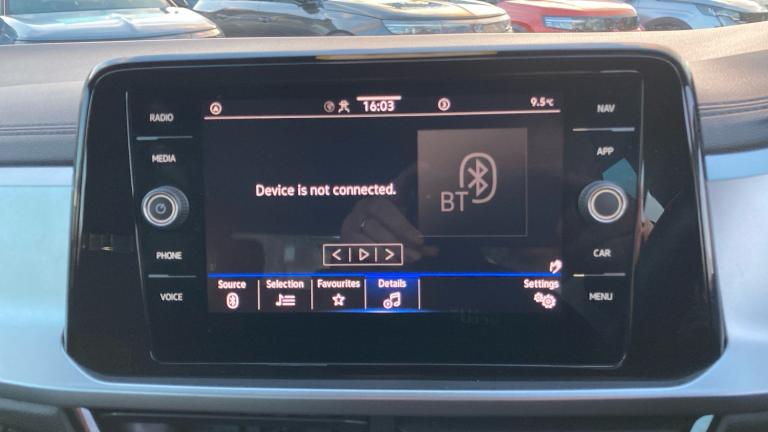 RADIO
MEDIA
PHONE
VOICE
16:03
9.5°C
Device is not connected.
BT
Source
Selection
Favourites
Details
Settings
NAV
APP
CAR
MENU